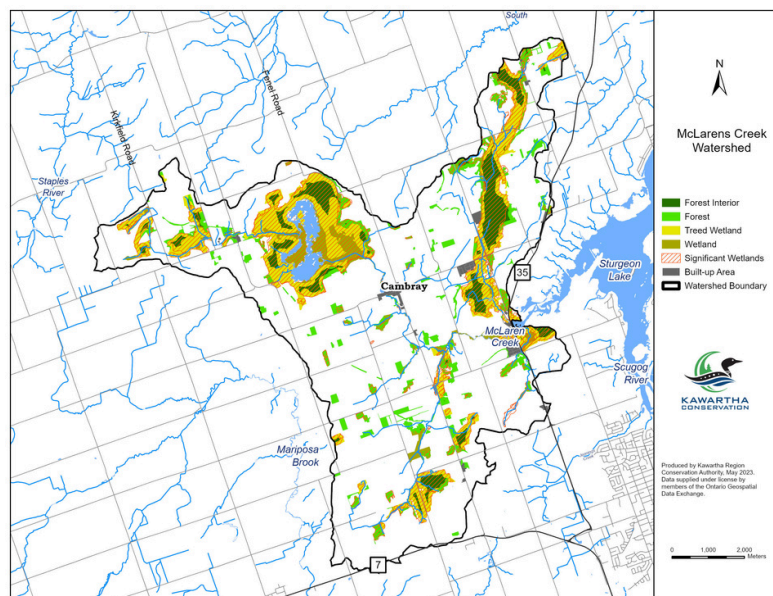 South
Fenel Road
Kirkfield Road
Staples
River
35
Sturgeon
Lake
Cambray
McLaren
Creek
Scugog
River
Mariposa
Brook
7
N
McLarens Creek
Watershed
Forest Interior
Forest
Treed Wetland
Wetland
Significant Wetlands
Built-up Area
Watershed Boundary
KAWARTHA
CONSERVATION
Produced by Kawartha Region
Conservation Authority, May 2023.
Data supplied under license by
members of the Ontario Geospatial
Data Exchange.
0 1,000 2,000
Meters